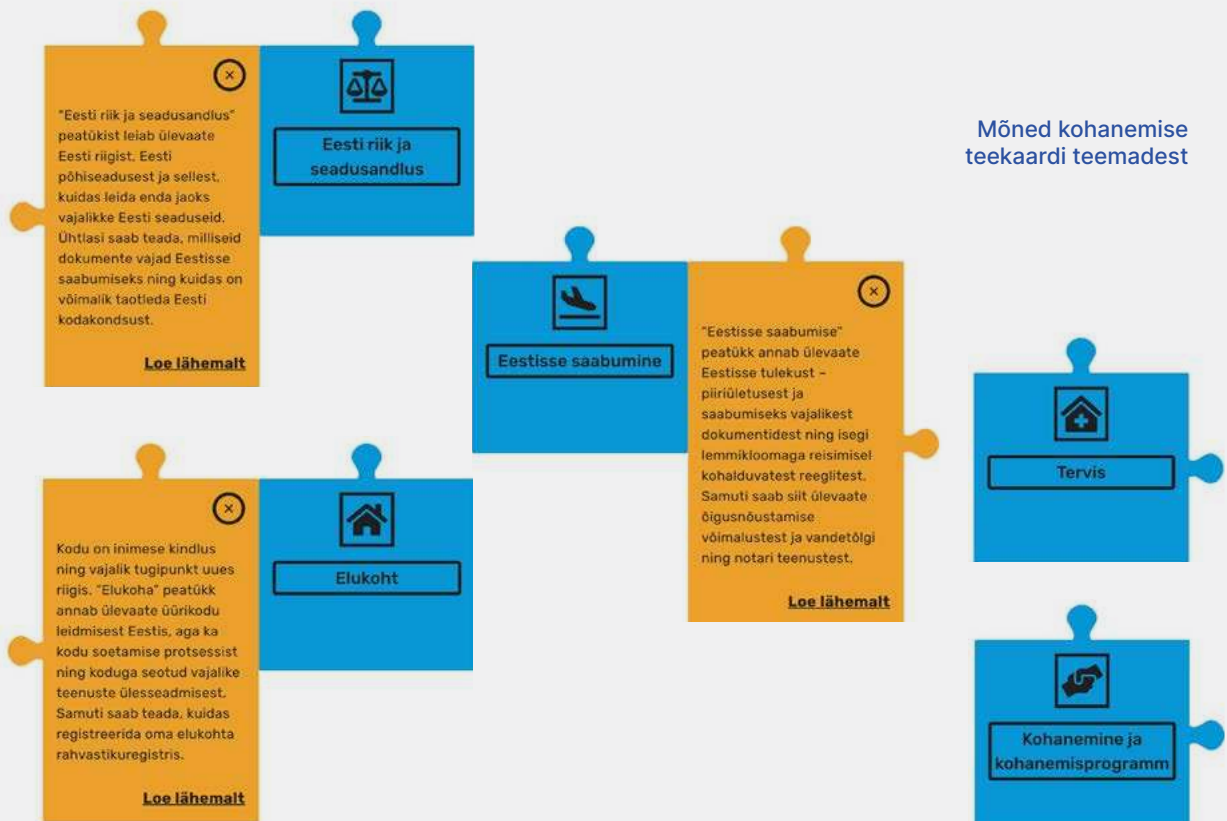 "Eesti riik ja seadusandlus"
peatükist leiab ülevaate
Eesti riigist, Eesti
põhiseadusest ja sellest,
kuidas leida enda jaoks
vajalikke Eesti seaduseid.
Ühtlasi saab teada, milliseid
dokumente vajad Eestisse
saabumiseks ning kuidas on
võimalik taotleda Eesti
kodakondsust.
Loe lähemalt
Eesti riik ja
seadusandlus
Mõned kohanemise
teekaardi teemadest
Eestisse saabumine
"Eestisse saabumise"
peatükk annab ülevaate
Eestisse tulekust –
piiriületusest ja
saabumiseks vajalikest
dokumentidest ning isegi
lemmikloomaga reisimisel
kohalduvatest reeglitest.
Samuti saab siit ülevaate
õigusnõustamise
võimalustest ja vandetõlgi
ning notari teenustest.
Loe lähemalt
Tervis
Kodu on inimese kindlus
ning vajalik tugipunkt uues
riigis. "Elukoha" peatükk
annab ülevaate üürikodu
leidmisest Eestis, aga ka
kodu soetamise protsessist
ning koduga seotud vajalike
teenuste ülesseadmisest.
Samuti saab teada, kuidas
registreerida oma elukohta
rahvastikuregistris.
Loe lähemalt
Elukoht
Kohanemine ja
kohanemisprogramm